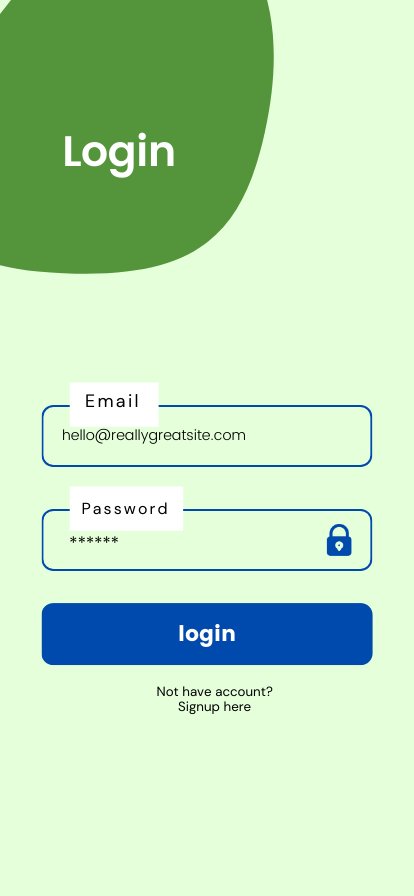 Login
Email
hello@reallygreatsite.com
Password
******
login
Not have account?
Signup here